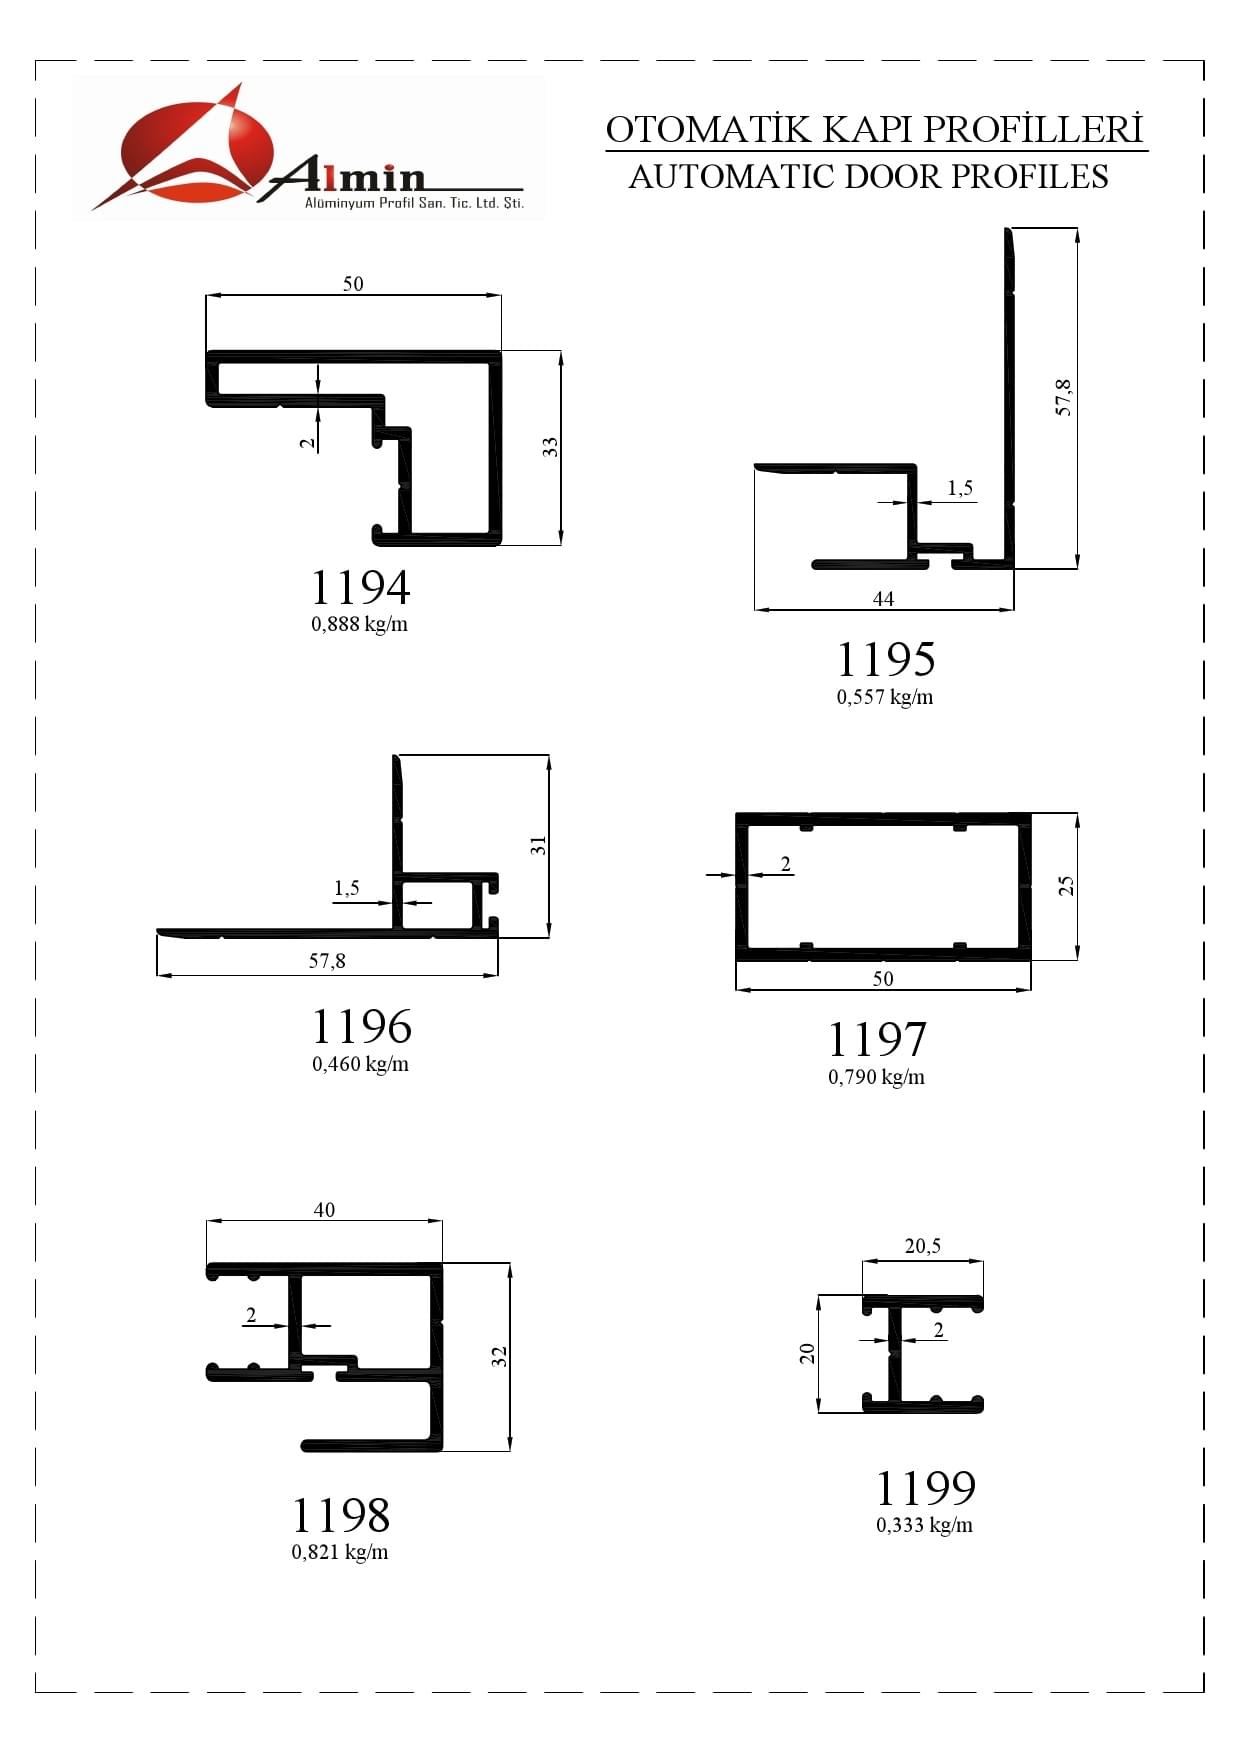 Almin
Alüminyum Profil San. Tic. Ltd. Şti.
OTOMATİK KAPI PROFİLLERİ
AUTOMATIC DOOR PROFILES
50
2
33
1194
0,888 kg/m
57,8
1,5
44
1195
0,557 kg/m
31
1,5
57,8
1196
0,460 kg/m
2
25
50
1197
0,790 kg/m
40
2
32
1198
0,821 kg/m
20,5
2
20
1199
0,333 kg/m